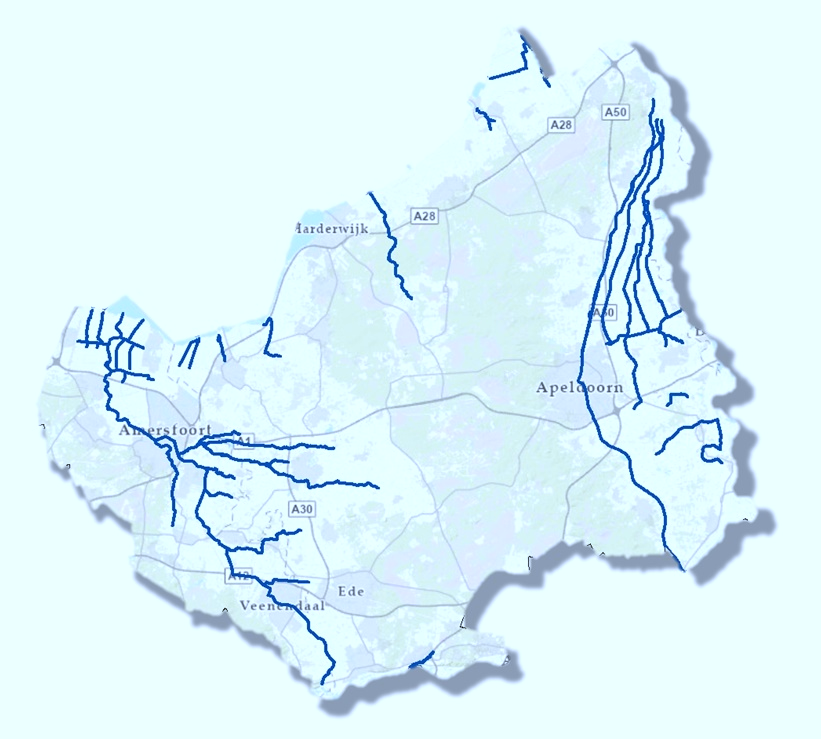 A50
A28
A28
Harderwijk
A50
Apeldoorn
Amersfoort
A1
A30
A12
Ede
Veenendaal